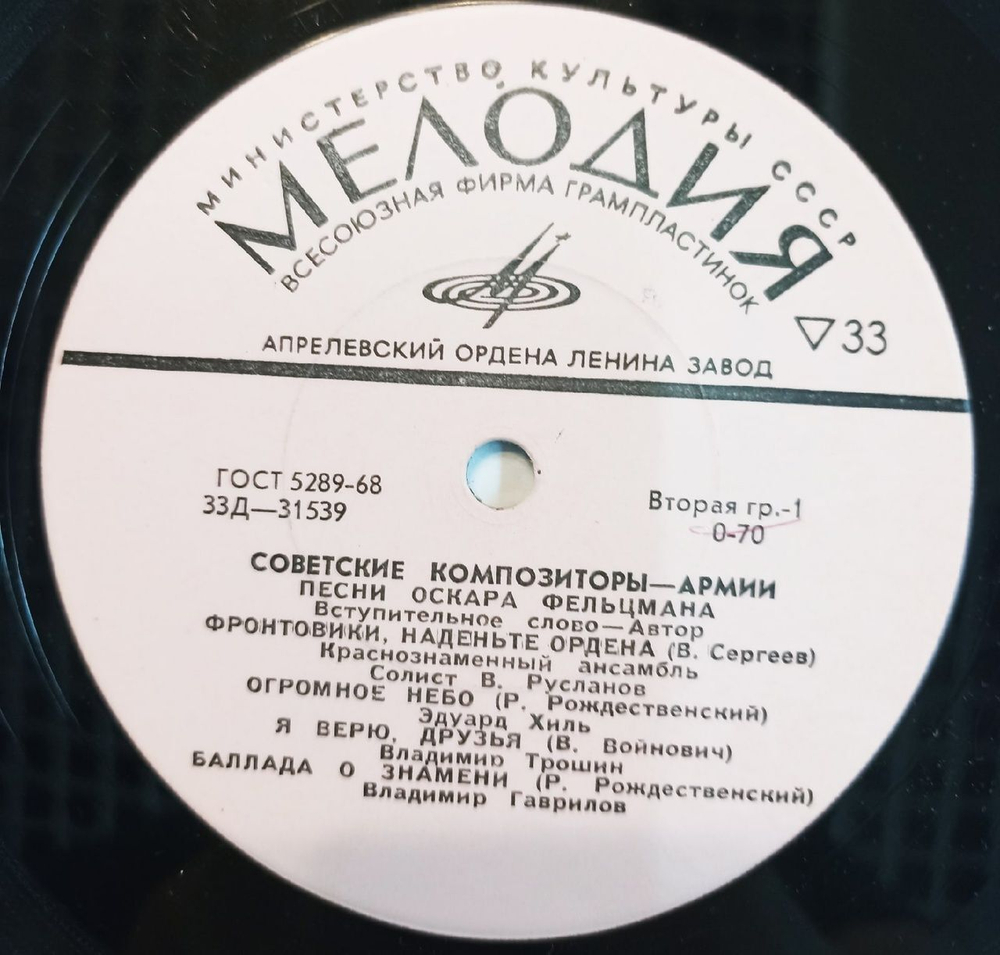 МИНИСТЕРСТВО КУЛЬТУРЫ СССР
МЕЛОДИЯ
ВСЕСОЮЗНАЯ ФИРМА ГРАМПЛАСТИНОК
33
АПРЕЛЕВСКИЙ ОРДЕНА ЛЕНИНА ЗАВОД
ГОСТ 5289-68
33Д—31539
Вторая гр.-1
0-70
СОВЕТСКИЕ КОМПОЗИТОРЫ—АРМИИ
ПЕСНИ ОСКАРА ФЕЛЬЦМАНА
Вступительное слово—Автор
ФРОНТОВИКИ, НАДЕНЬТЕ ОРДЕНА (В. Сергеев)
Краснознаменный ансамбль
Солист В. Русланов
ОГРОМНОЕ НЕБО (Р. Рождественский)
Эдуард Хиль
Я ВЕРЮ, ДРУЗЬЯ (В. Войнович)
Владимир Трошин
БАЛЛАДА О ЗНАМЕНИ (Р. Рождественский)
Владимир Гаврилов